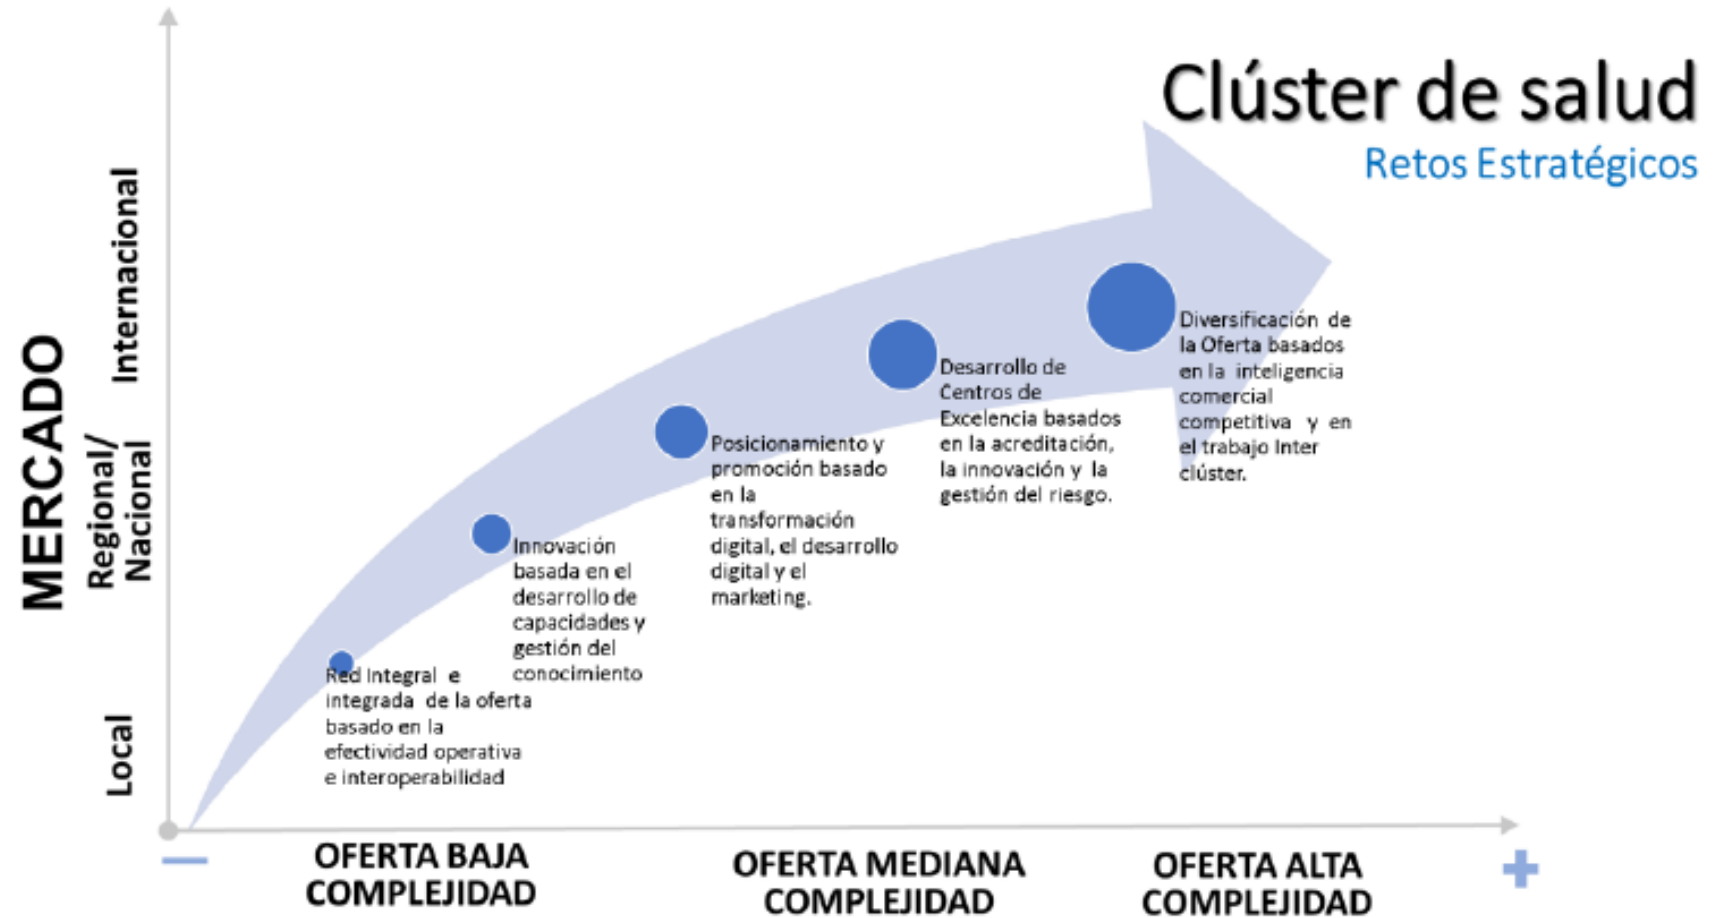 Clúster de salud
Retos Estratégicos
MERCADO
Internacional
Regional/
Nacional
Local
Diversificación de
la Oferta basados
en la inteligencia
comercial
competitiva y en
el trabajo Inter
clúster.
Desarrollo de
Centros de
Excelencia basados
en la acreditación,
la innovación y la
gestión del riesgo.
Posicionamiento y
promoción basado
en la
transformación
digital, el desarrollo
digital y el
marketing.
Innovación
basada en el
desarrollo de
capacidades y
gestión del
conocimiento
Red Integral e
integrada de la oferta
basado en la
efectividad operativa
e interoperabilidad
OFERTA BAJA
COMPLEJIDAD
OFERTA MEDIANA
COMPLEJIDAD
OFERTA ALTA
COMPLEJIDAD